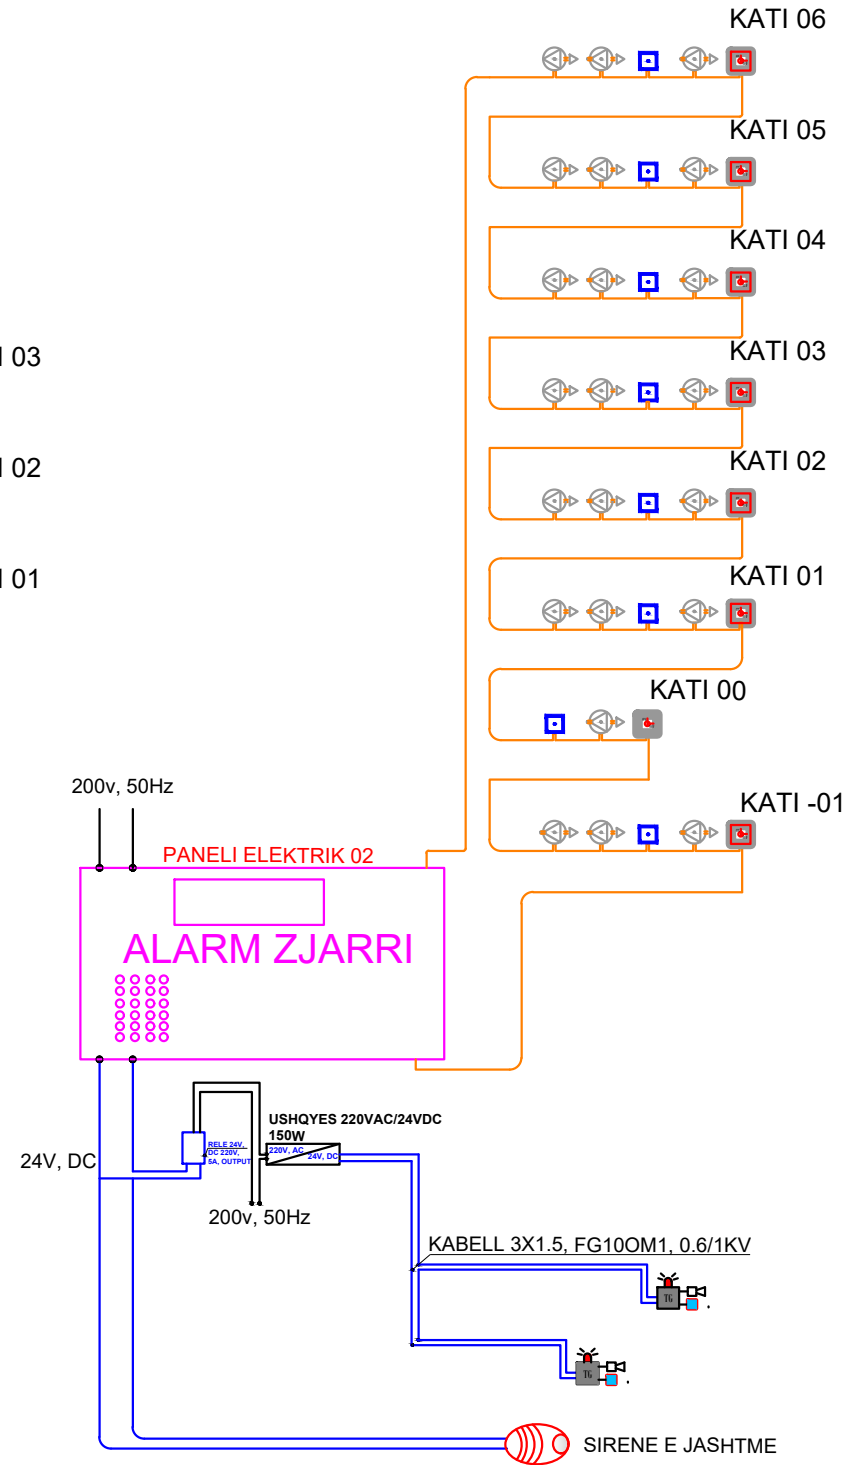 KATI 06
KATI 05
KATI 04
KATI 03
I 03
KATI 02
I 02
KATI 01
I 01
KATI 00
200v, 50Hz
KATI -01
PANELI ELEKTRIK 02
ALARM ZJARRI
USHQYES 220VAC/24VDC
150W
RELE 24V,
DC 220V,
5A, OUTPUT
220V, AC
24V, DC
24V, DC
200v, 50Hz
KABELL 3X1.5, FG10OM1, 0.6/1KV
TG
TG
SIRENE E JASHTME